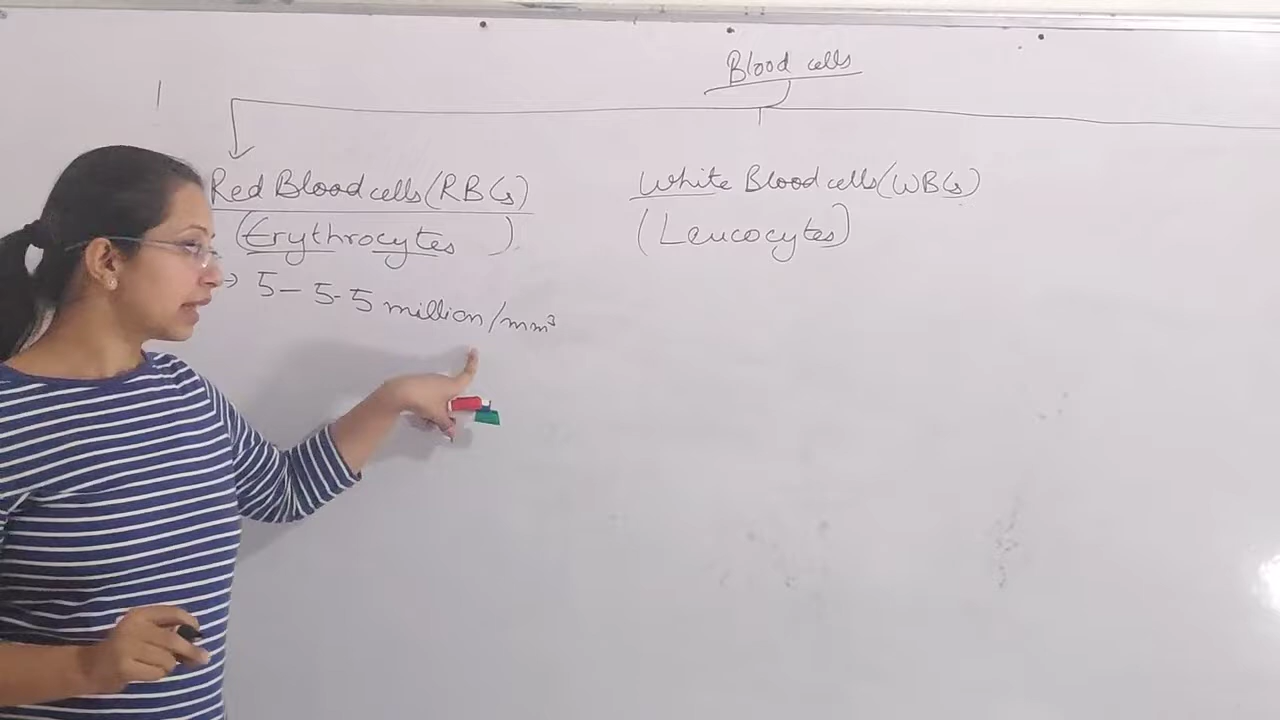 Blood cells
Red Blood cells (RBCs)
(Erythrocytes )
→ 5 – 5.5 million/mm³
White Blood cells (WBCs)
(Leucocytes)